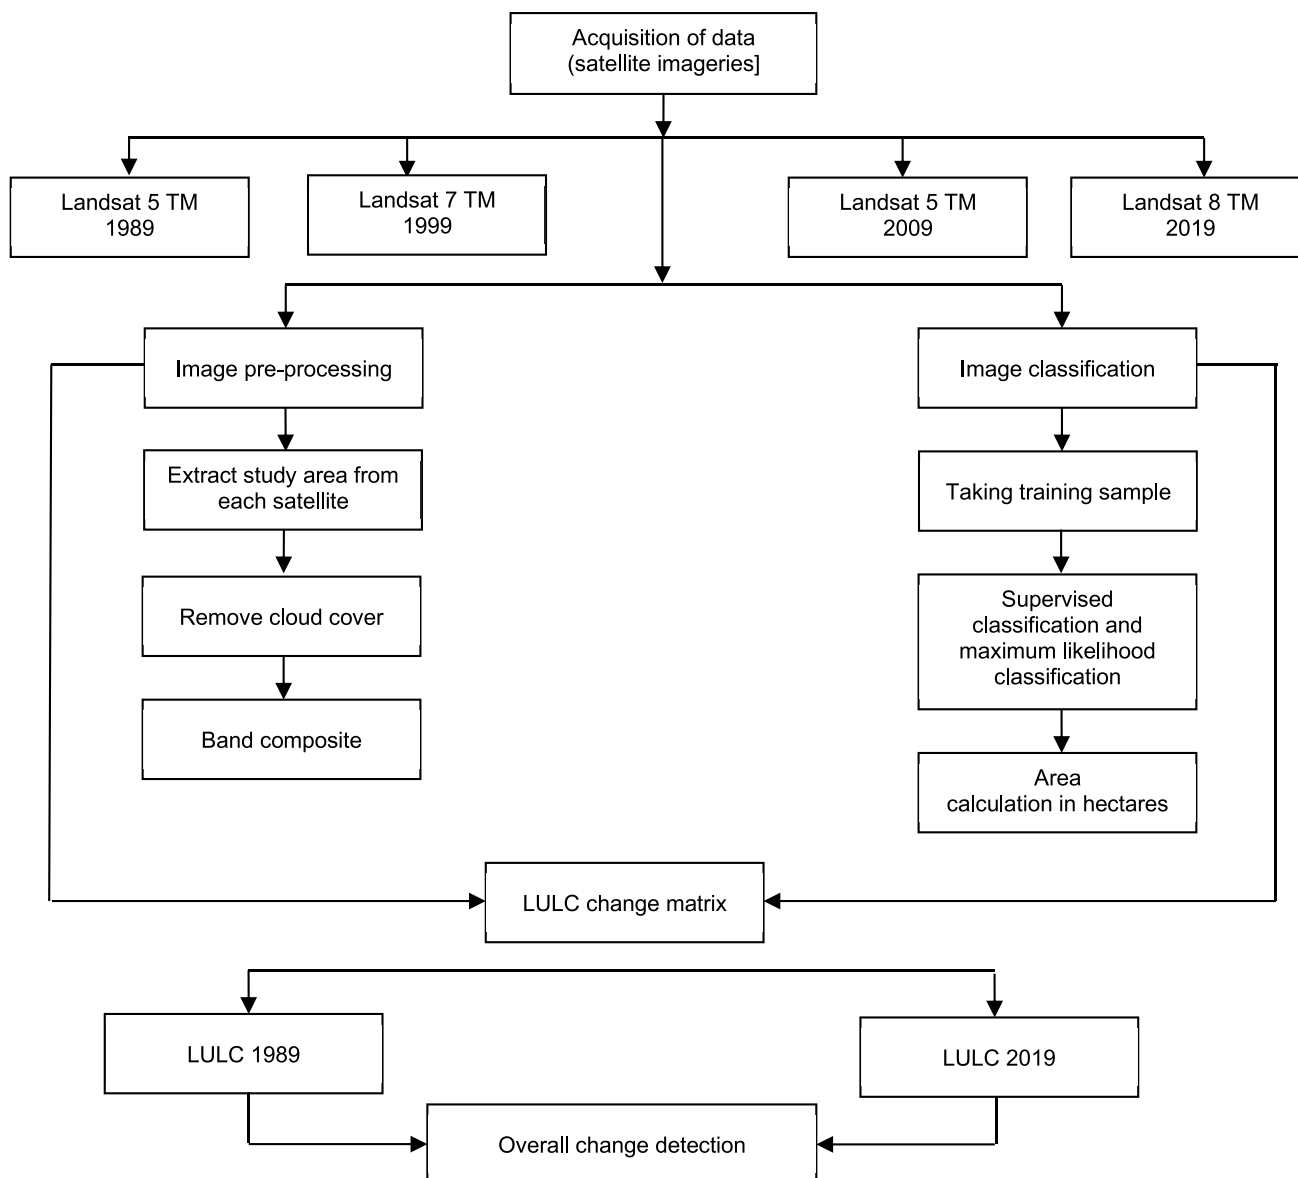 Acquisition of data
(satellite imageries]
Landsat 5 TM
1989
Landsat 7 TM
1999
Landsat 5 TM
2009
Landsat 8 TM
2019
Image pre-processing
Image classification
Extract study area from
each satellite
Taking training sample
Remove cloud cover
Supervised
classification and
maximum likelihood
classification
Band composite
Area
calculation in hectares
LULC change matrix
LULC 1989
LULC 2019
Overall change detection